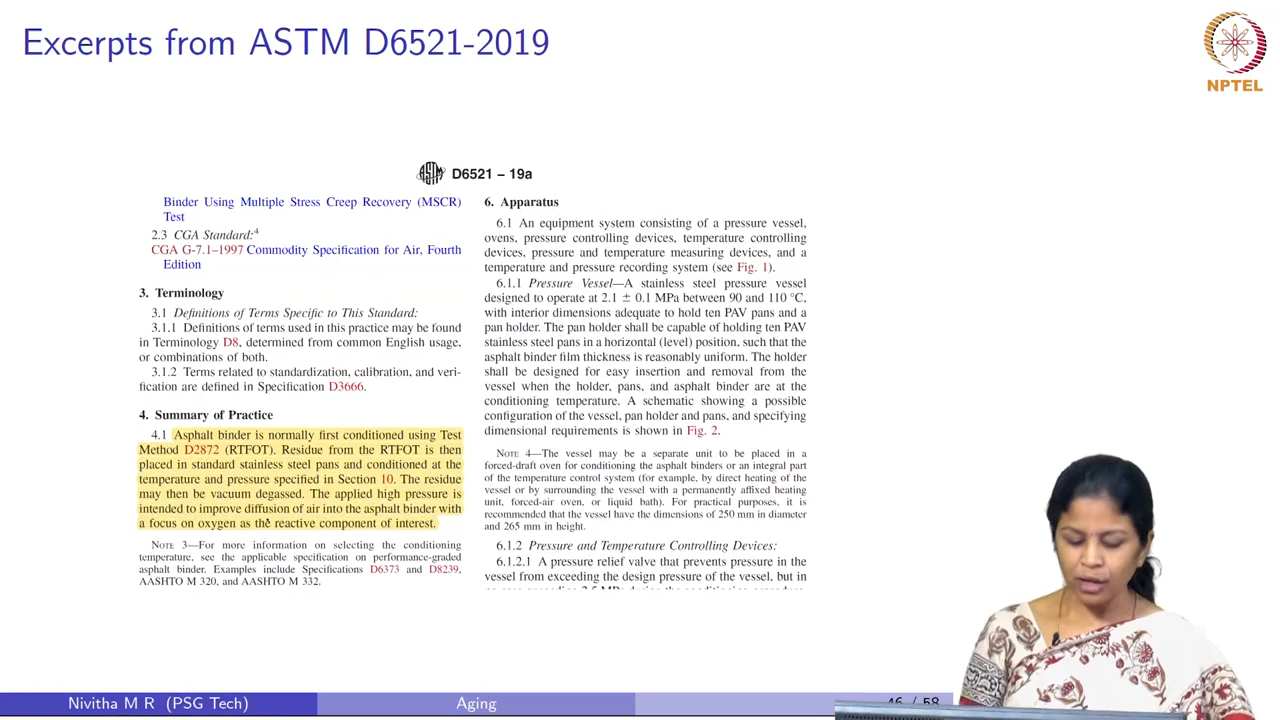 Excerpts from ASTM D6521-2019
NPTEL
ASTM D6521 – 19a
Binder Using Multiple Stress Creep Recovery (MSCR)
Test
2.3 CGA Standard:4
CGA G-7.1–1997 Commodity Specification for Air, Fourth
Edition
3. Terminology
3.1 Definitions of Terms Specific to This Standard:
3.1.1 Definitions of terms used in this practice may be found
in Terminology D8, determined from common English usage,
or combinations of both.
3.1.2 Terms related to standardization, calibration, and veri-
fication are defined in Specification D3666.
4. Summary of Practice
4.1 Asphalt binder is normally first conditioned using Test
Method D2872 (RTFOT). Residue from the RTFOT is then
placed in standard stainless steel pans and conditioned at the
temperature and pressure specified in Section 10. The residue
may then be vacuum degassed. The applied high pressure is
intended to improve diffusion of air into the asphalt binder with
a focus on oxygen as the reactive component of interest.
NOTE 3—For more information on selecting the conditioning
temperature, see the applicable specification on performance-graded
asphalt binder. Examples include Specifications D6373 and D8239,
AASHTO M 320, and AASHTO M 332.
6. Apparatus
6.1 An equipment system consisting of a pressure vessel,
ovens, pressure controlling devices, temperature controlling
devices, pressure and temperature measuring devices, and a
temperature and pressure recording system (see Fig. 1).
6.1.1 Pressure Vessel—A stainless steel pressure vessel
designed to operate at 2.1 ± 0.1 MPa between 90 and 110 °C,
with interior dimensions adequate to hold ten PAV pans and a
pan holder. The pan holder shall be capable of holding ten PAV
stainless steel pans in a horizontal (level) position, such that the
asphalt binder film thickness is reasonably uniform. The holder
shall be designed for easy insertion and removal from the
vessel when the holder, pans, and asphalt binder are at the
conditioning temperature. A schematic showing a possible
configuration of the vessel, pan holder and pans, and specifying
dimensional requirements is shown in Fig. 2.
NOTE 4—The vessel may be a separate unit to be placed in a
forced-draft oven for conditioning the asphalt binders or an integral part
of the temperature control system (for example, by direct heating of the
vessel or by surrounding the vessel with a permanently affixed heating
unit, forced-air oven, or liquid bath). For practical purposes, it is
recommended that the vessel have the dimensions of 250 mm in diameter
and 265 mm in height.
6.1.2 Pressure and Temperature Controlling Devices:
6.1.2.1 A pressure relief valve that prevents pressure in the
vessel from exceeding the design pressure of the vessel, but in
Nivitha M R (PSG Tech)
Aging
46 / 58